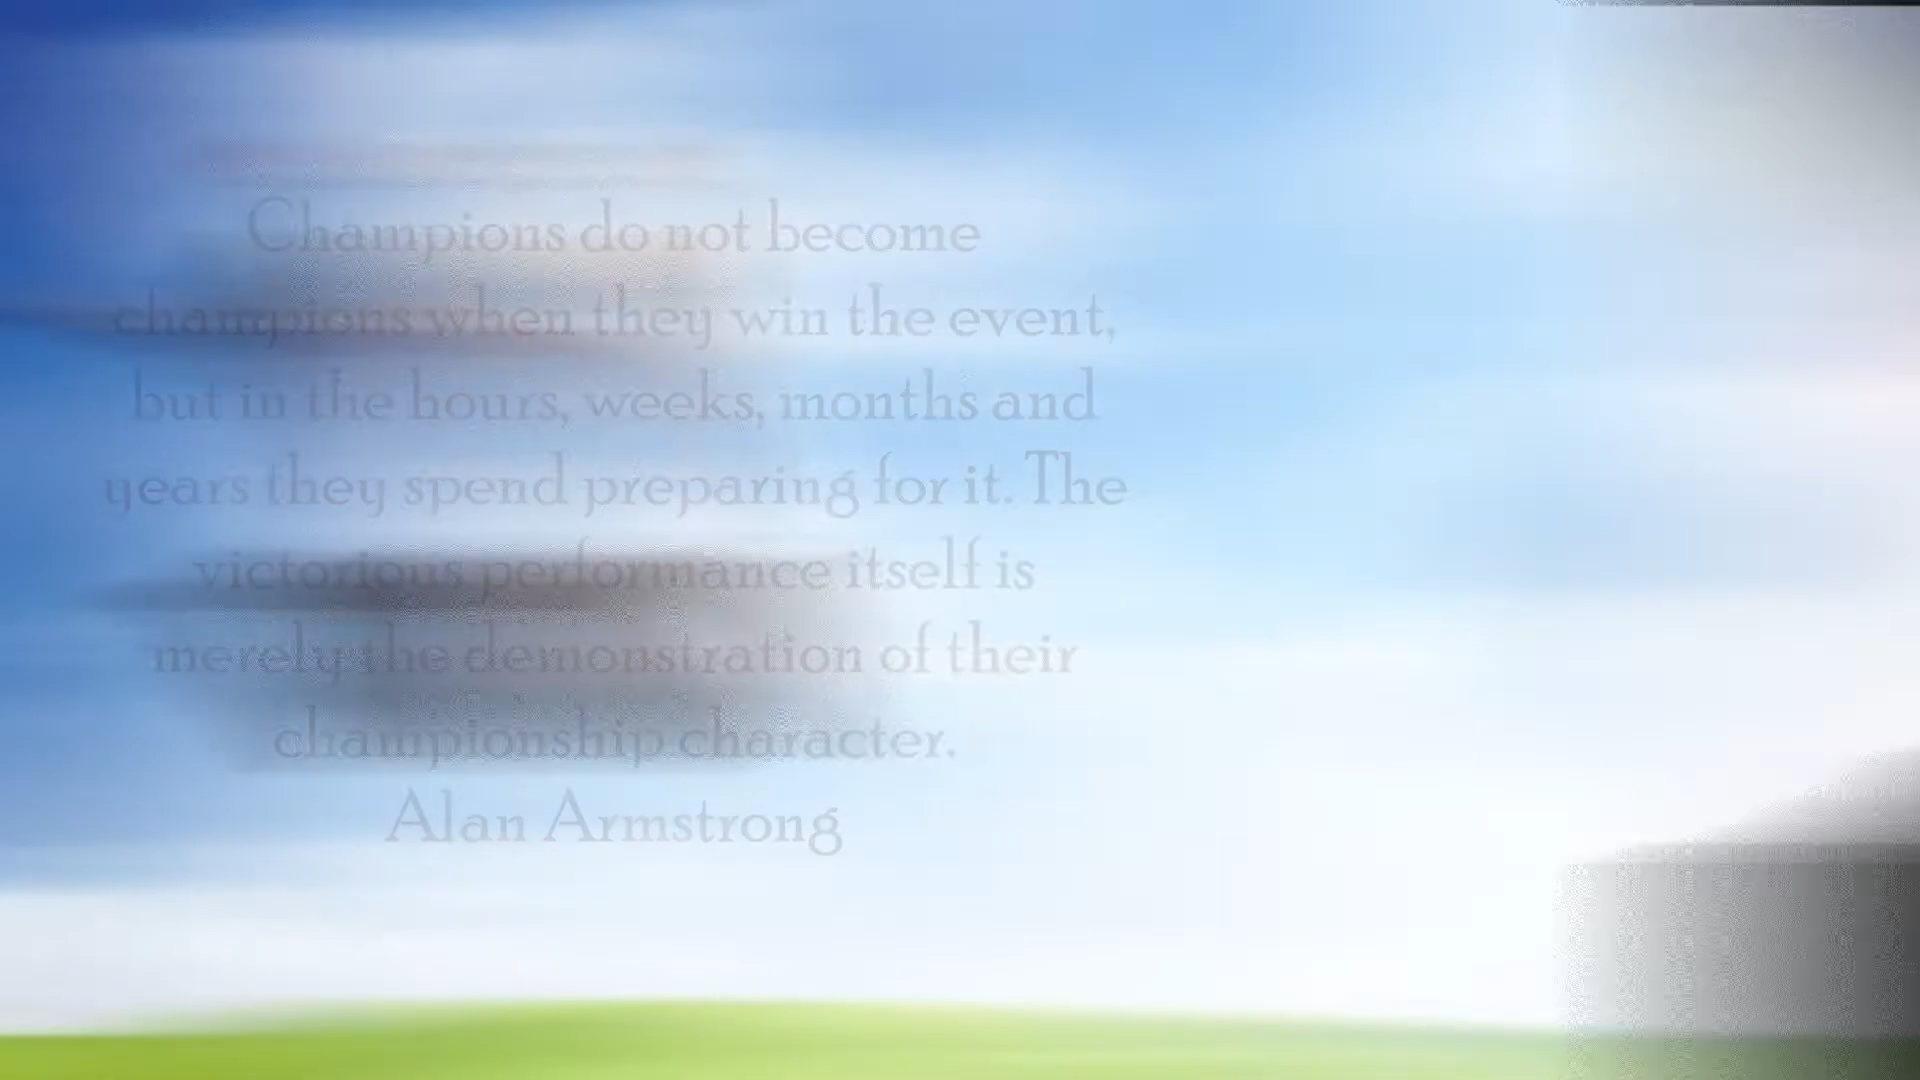 Champions do not become
champions when they win the event,
but in the hours, weeks, months and
years they spend preparing for it. The
victorious performance itself is
merely the demonstration of their
championship character.
Alan Armstrong